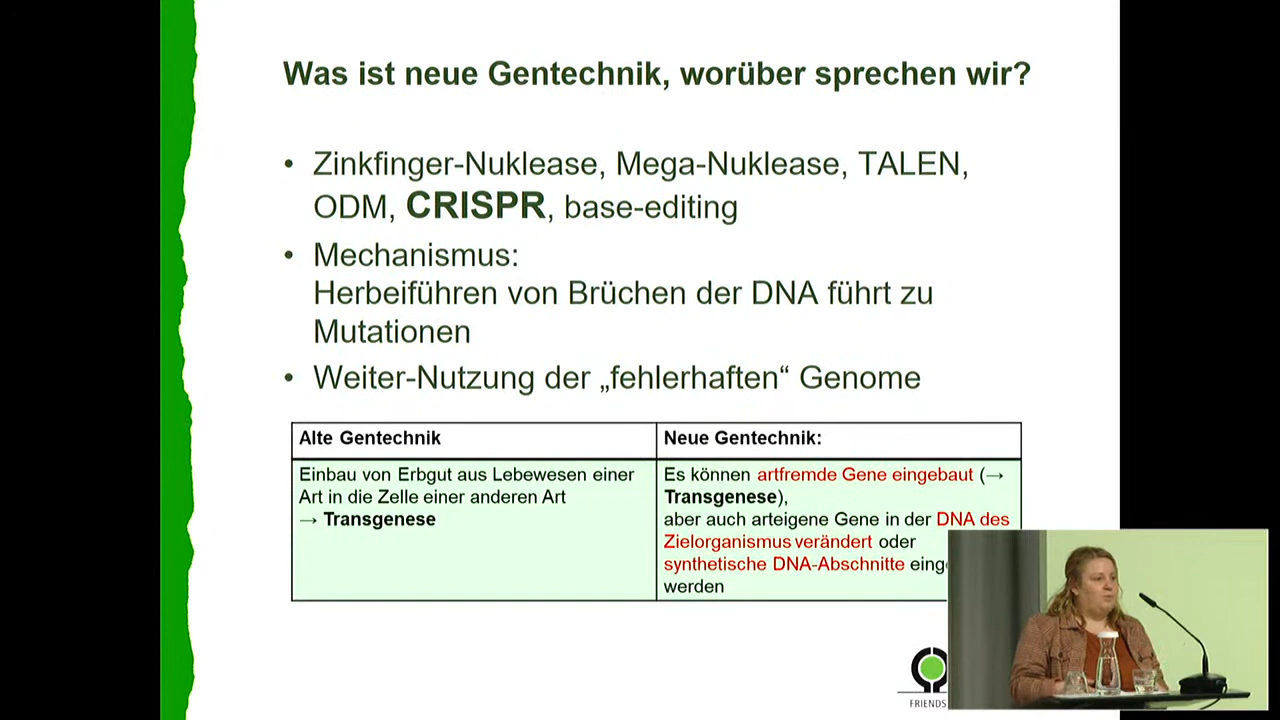 Was ist neue Gentechnik, worüber sprechen wir?
• Zinkfinger-Nuklease, Mega-Nuklease, TALEN,
ODM, CRISPR, base-editing
• Mechanismus:
Herbeiführen von Brüchen der DNA führt zu
Mutationen
• Weiter-Nutzung der „fehlerhaften“ Genome
Alte Gentechnik
Einbau von Erbgut aus Lebewesen einer
Art in die Zelle einer anderen Art
→ Transgenese
Neue Gentechnik:
Es können artfremde Gene eingebaut (→
Transgenese),
aber auch arteigene Gene in der DNA des
Zielorganismus verändert oder
synthetische DNA-Abschnitte
werden
FRIENDS